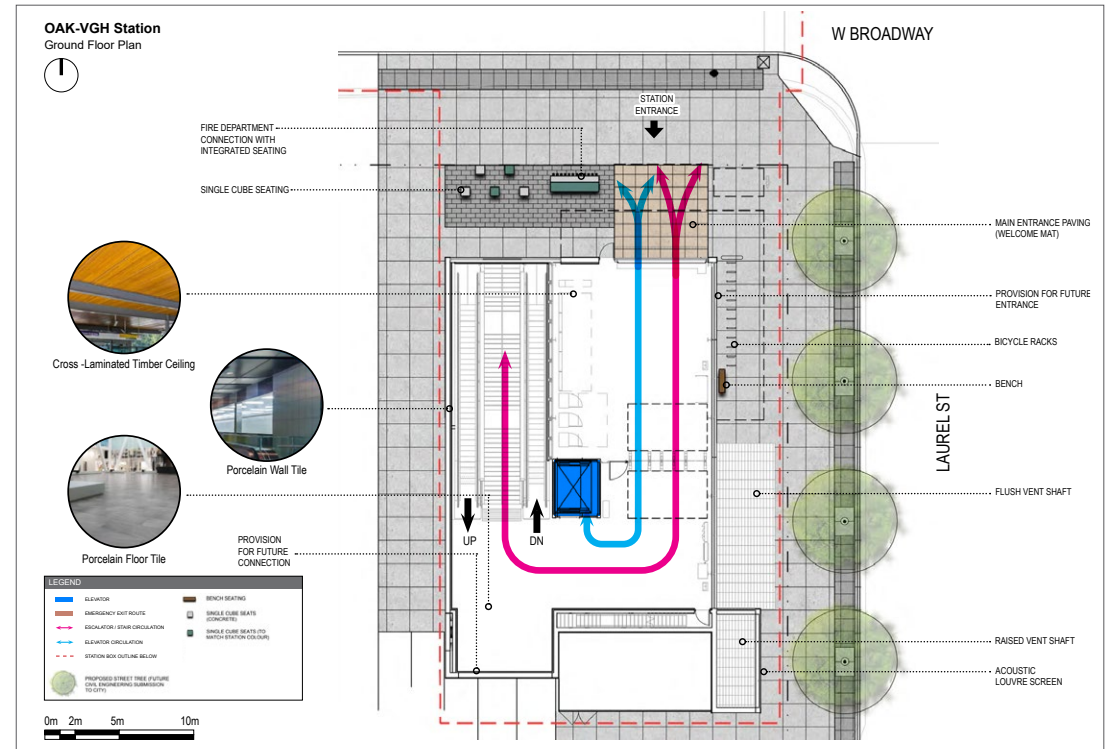 OAK-VGH Station
Ground Floor Plan
W BROADWAY
STATION
ENTRANCE
FIRE DEPARTMENT
CONNECTION WITH
INTEGRATED SEATING
SINGLE CUBE SEATING
MAIN ENTRANCE PAVING
(WELCOME MAT)
PROVISION FOR FUTURE
ENTRANCE
BICYCLE RACKS
BENCH
LAUREL ST
FLUSH VENT SHAFT
RAISED VENT SHAFT
ACOUSTIC
LOUVRE SCREEN
Cross -Laminated Timber Ceiling
Porcelain Wall Tile
Porcelain Floor Tile
UP
DN
PROVISION
FOR FUTURE
CONNECTION
LEGEND
ELEVATOR
EMERGENCY EXIT ROUTE
ESCALATOR / STAIR CIRCULATION
ELEVATOR CIRCULATION
STATION BOX OUTLINE BELOW
PROPOSED STREET TREE (FUTURE
CIVIL ENGINEERING SUBMISSION
TO CITY)
BENCH SEATING
SINGLE CUBE SEATS
(CONCRETE)
SINGLE CUBE SEATS (TO
MATCH STATION COLOUR)
0m 2m 5m 10m